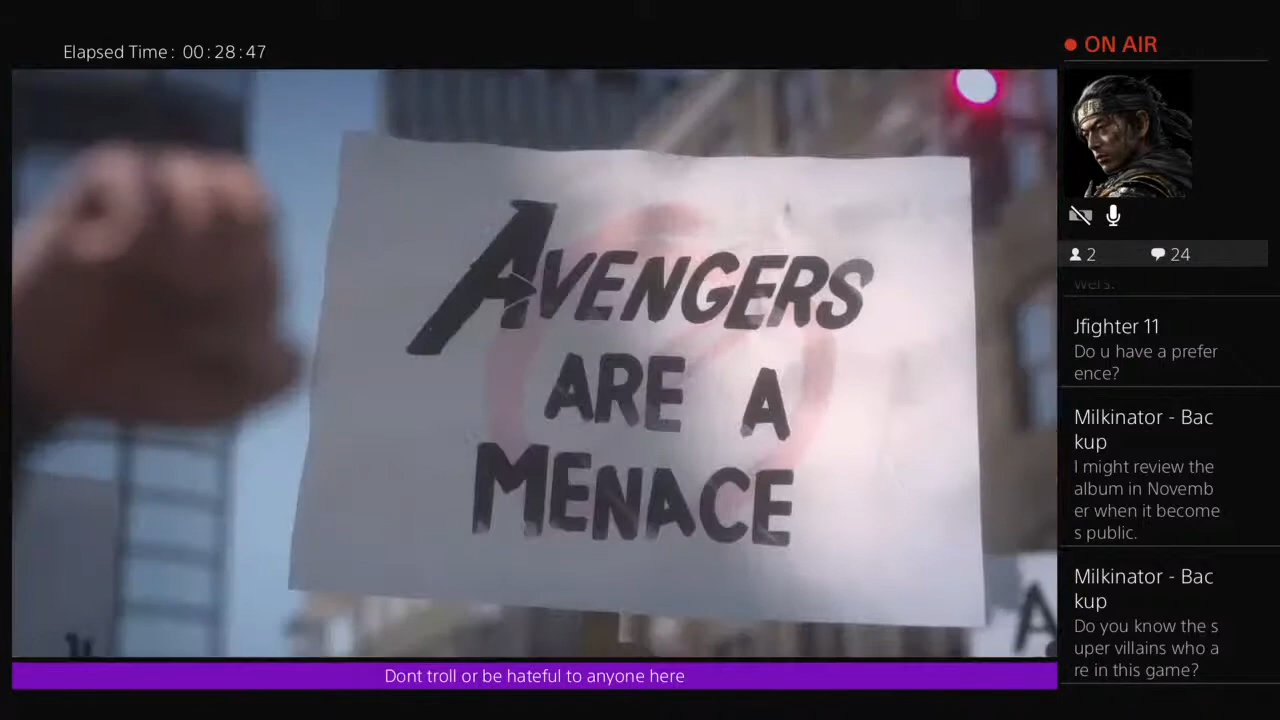 Elapsed Time: 00:28:47
ON AIR
AVENGERS
ARE A
MENACE
2
24
wers.
Jfighter 11
Do u have a prefer
ence?
Milkinator - Bac
kup
I might review the
album in Novemb
er when it become
s public.
Milkinator - Bac
kup
Do you know the s
uper villains who a
re in this game?
Dont troll or be hateful to anyone here